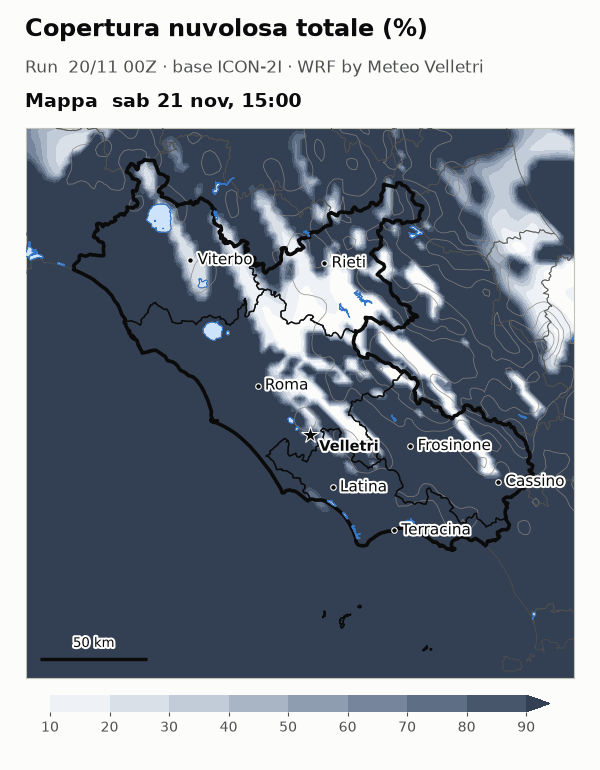 Copertura nuvolosa totale (%)
Run 20/11 00Z · base ICON-2I · WRF by Meteo Velletri
Mappa sab 21 nov, 15:00
Viterbo
Rieti
Roma
Velletri
Frosinone
Cassino
Latina
Terracina
50 km
10 20 30 40 50 60 70 80 90